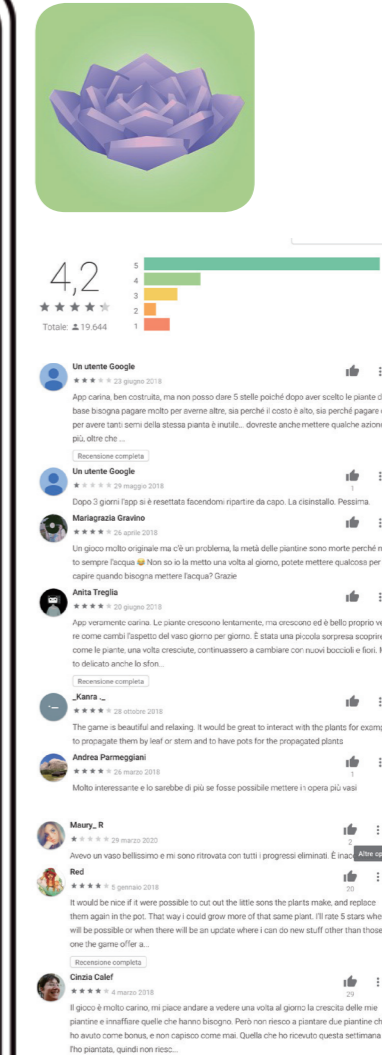 4,2
5
4
3
2
1
Totale: 19.644
Un utente Google
23 giugno 2018
App carina, ben costruita, ma non posso dare 5 stelle poiché dopo aver scelto le piante d
base bisogna pagare molto per averne altre, sia perché il costo è alto, sia perché pagare
per avere tanti semi della stessa pianta è inutile... dovreste anche mettere qualche azion
più, oltre che ...
Recensione completa
Un utente Google
29 maggio 2018
1
Dopo 3 giorni l'app si è resettata facendomi ripartire da capo. La cisinstallo. Pessima.
Mariagrazia Gravino
26 aprile 2018
Un gioco molto originale ma c'è un problema, la metà delle piantine sono morte perché
to sempre l'acqua 😅 Non so io la metto una volta al giorno, potete mettere qualcosa per
capire quando bisogna mettere l'acqua? Grazie
Anita Treglia
20 giugno 2018
App veramente carina. Le piante crescono lentamente, ma crescono ed è bello proprio ve
re come cambi l'aspetto del vaso giorno per giorno. È stata una piccola sorpresa scoprire
come le piante, una volta cresciute, continuassero a cambiare con nuovi boccioli e fiori.
to delicato anche lo sfon...
Recensione completa
_Kanra ._
28 ottobre 2018
The game is beautiful and relaxing. It would be great to interact with the plants for examp
to propagate them by leaf or stem and to have pots for the propagated plants
Andrea Parmeggiani
26 marzo 2018
1
Molto interessante e lo sarebbe di più se fosse possibile mettere in opera più vasi
Maury_ R
29 marzo 2020
2
Avevo un vaso bellissimo e mi sono ritrovata con tutti i progressi eliminati. È inac
Altre op
Red
5 gennaio 2018
20
It would be nice if it were possible to cut out the little sons the plants make, and replace
them again in the pot. That way i could grow more of that same plant. I'll rate 5 stars whe
will be possible or when there will be an update where i can do new stuff other than those
one the game offer a...
Recensione completa
Cinzia Calef
4 marzo 2018
29
Il gioco è molto carino, mi piace andare a vedere una volta al giorno la crescita delle mie
piantine e innaffiare quelle che hanno bisogno. Però non riesco a piantare due piantine ch
ho avuto come bonus, e non capisco come mai. Quella che ho ricevuto questa settimana
l'ho piantata, quindi non riesc...